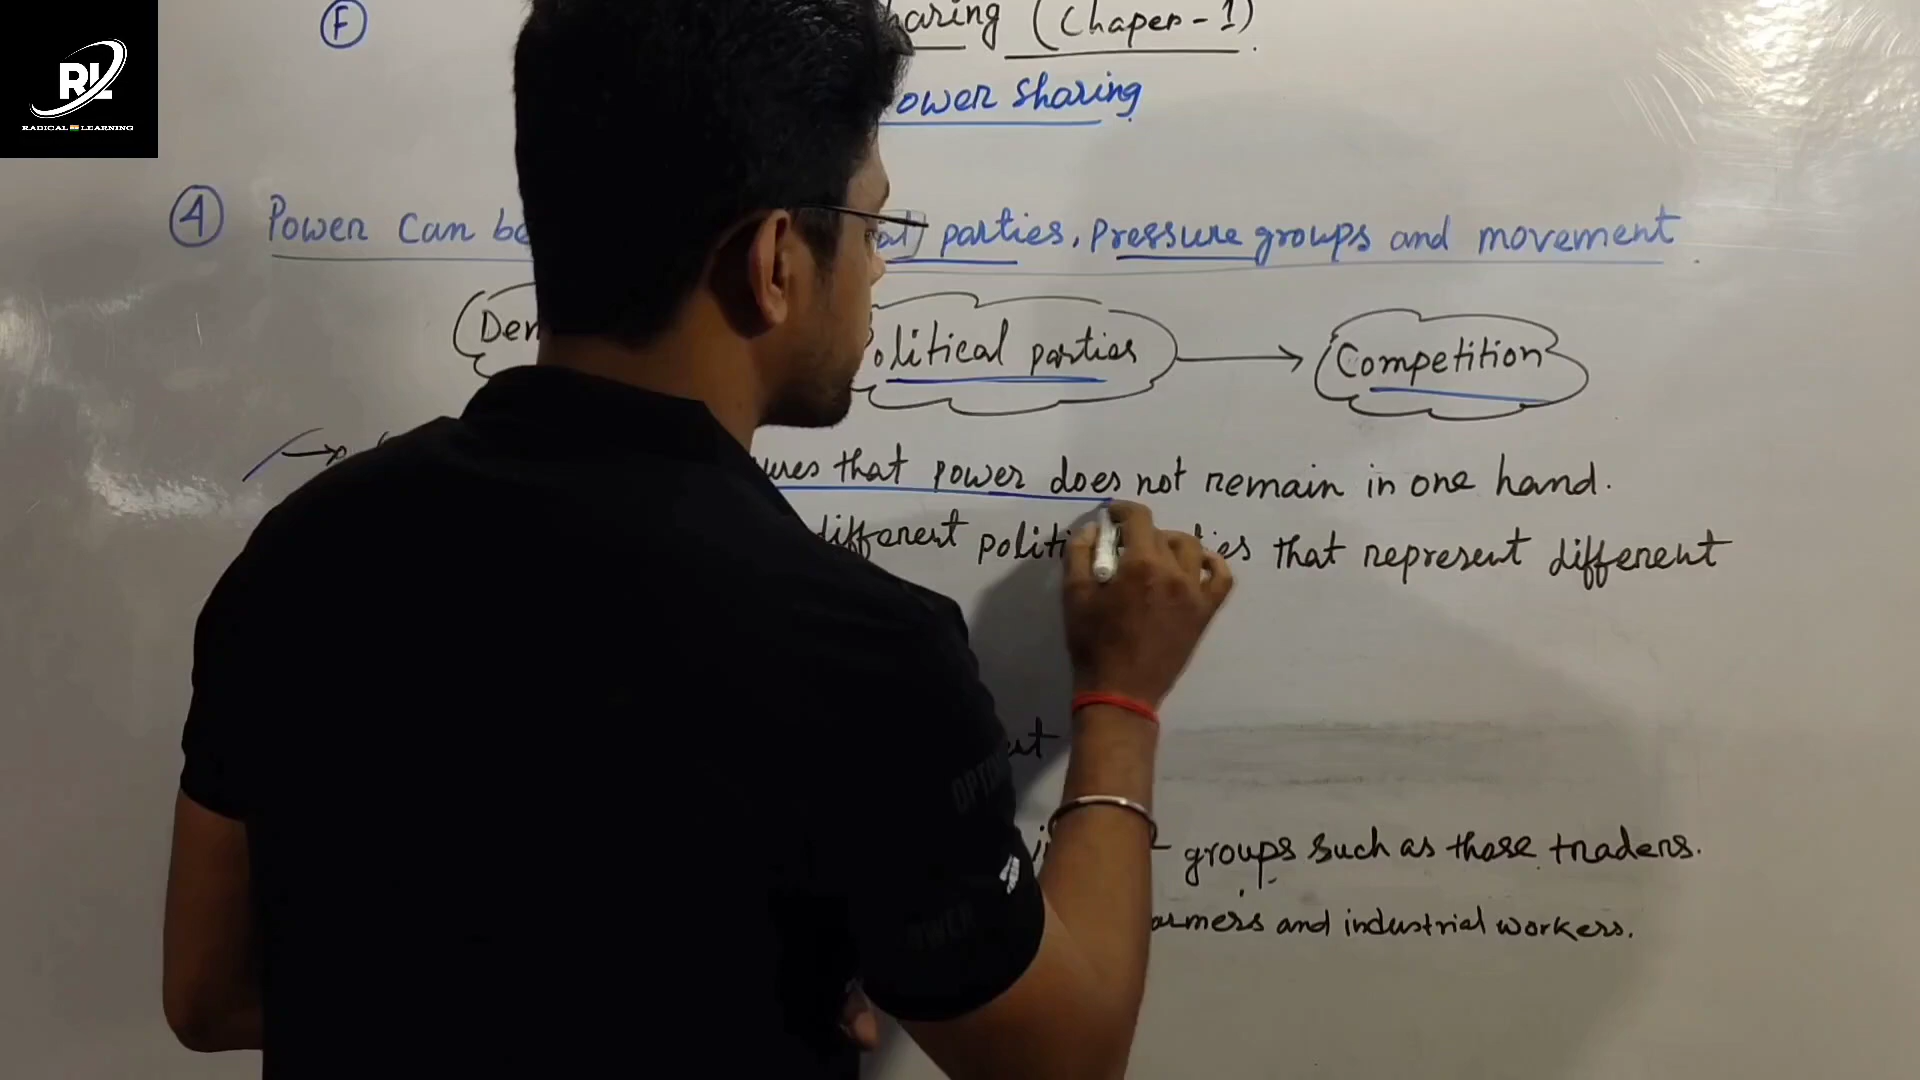 RL
RADICAL LEARNING
F
haring (Chaper-1)
ower Sharing
4 Power can be parties, pressure groups and movement.
Den olitical parties Competition
ures that power does not remain in one hand.
different politi ies that represent different
groups such as those traders.
armers and industrial workers.